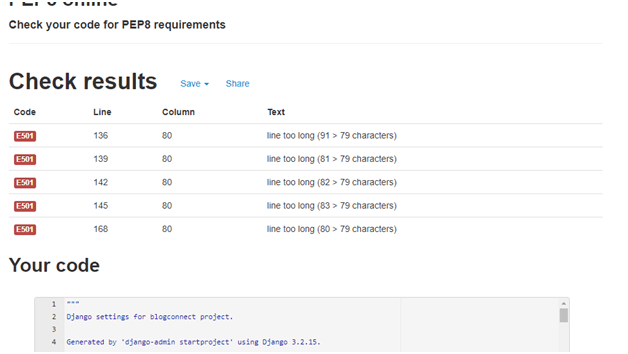 PEP8 online
Check your code for PEP8 requirements
Check results Save Share
Code Line Column Text
E501 136 80 line too long (91 > 79 characters)
E501 139 80 line too long (81 > 79 characters)
E501 142 80 line too long (82 > 79 characters)
E501 145 80 line too long (83 > 79 characters)
E501 168 80 line too long (80 > 79 characters)
Your code
1 """
2 Django settings for blogconnect project.
3
4 Generated by 'django-admin startproject' using Django 3.2.15.